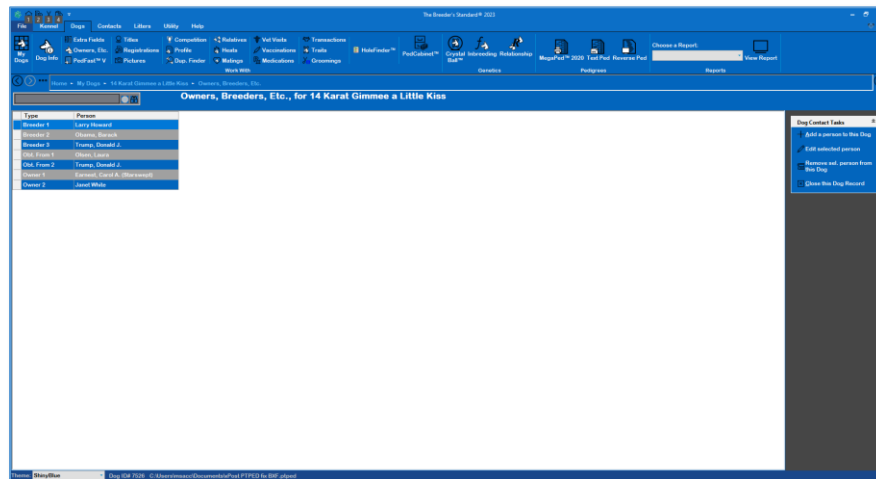 The Breeder's Standard® 2023
File Kennel Dogs Contacts Litters Utility Help
My Dogs
Dog Info
Extra Fields
Owners, Etc.
PedFast™ V
Titles
Registrations
Pictures
Competition
Profile
Dup. Finder
Relatives
Heats
Matings
Vet Visits
Vaccinations
Medications
Transactions
Traits
Groomings
HoleFinder™
PedCabinet™
Crystal Ball™
Inbreeding
Relationship
MegaPed™ 2020
Text Ped
Reverse Ped
Choose a Report:
View Report
Work With
Genetics
Pedigrees
Reports
Home My Dogs 14 Karat Gimmee a Little Kiss Owners, Breeders, Etc.
Owners, Breeders, Etc., for 14 Karat Gimmee a Little Kiss
Type Person
Breeder 1 Larry Howard
Breeder 2 Obama, Barack
Breeder 3 Trump, Donald J.
Obt. From 1 Olson, Laura
Obt. From 2 Trump, Donald J.
Owner 1 Earnest, Carol A. (Starswept)
Owner 2 Janet White
Dog Contact Tasks
Add a person to this Dog
Edit selected person
Remove sel. person from
this Dog
Close this Dog Record
Theme: ShinyBlue Dog ID# 7526